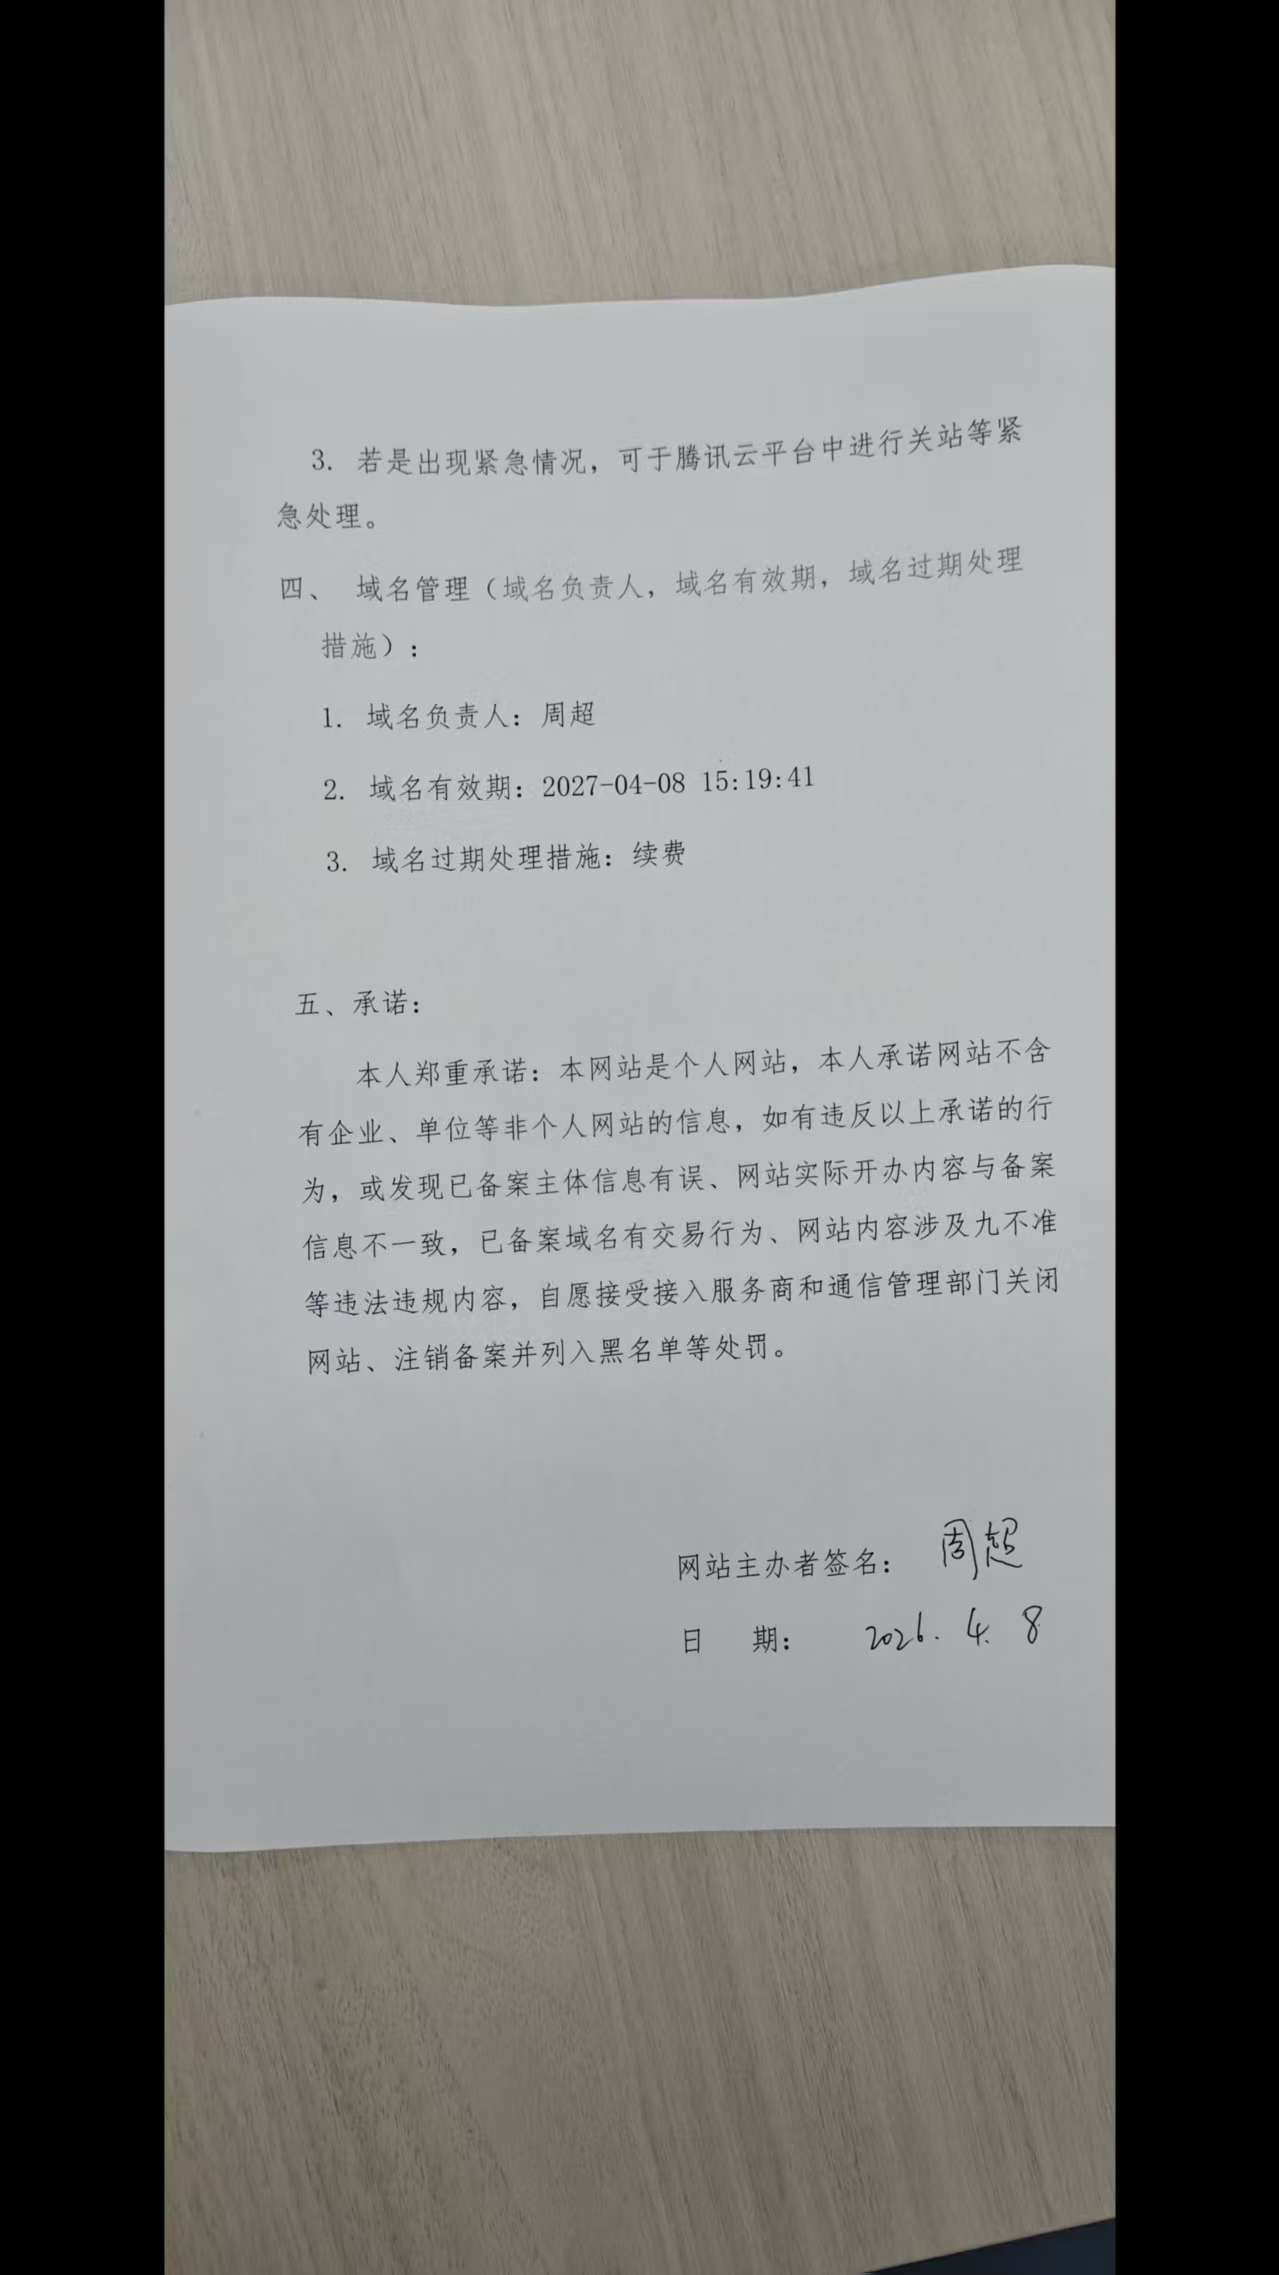 3. 若是出现紧急情况，可于腾讯云平台中进行关站等紧
急处理。
四、 域名管理（域名负责人，域名有效期，域名过期处理
措施）：
1. 域名负责人：周超
2. 域名有效期：2027-04-08 15:19:41
3. 域名过期处理措施：续费
五、承诺：
本人郑重承诺：本网站是个人网站，本人承诺网站不含
有企业、单位等非个人网站的信息，如有违反以上承诺的行
为，或发现已备案主体信息有误、网站实际开办内容与备案
信息不一致，已备案域名有交易行为、网站内容涉及九不准
等违法违规内容，自愿接受接入服务商和通信管理部门关闭
网站、注销备案并列入黑名单等处罚。
网站主办者签名： 周超
日 期： 2026. 4. 8